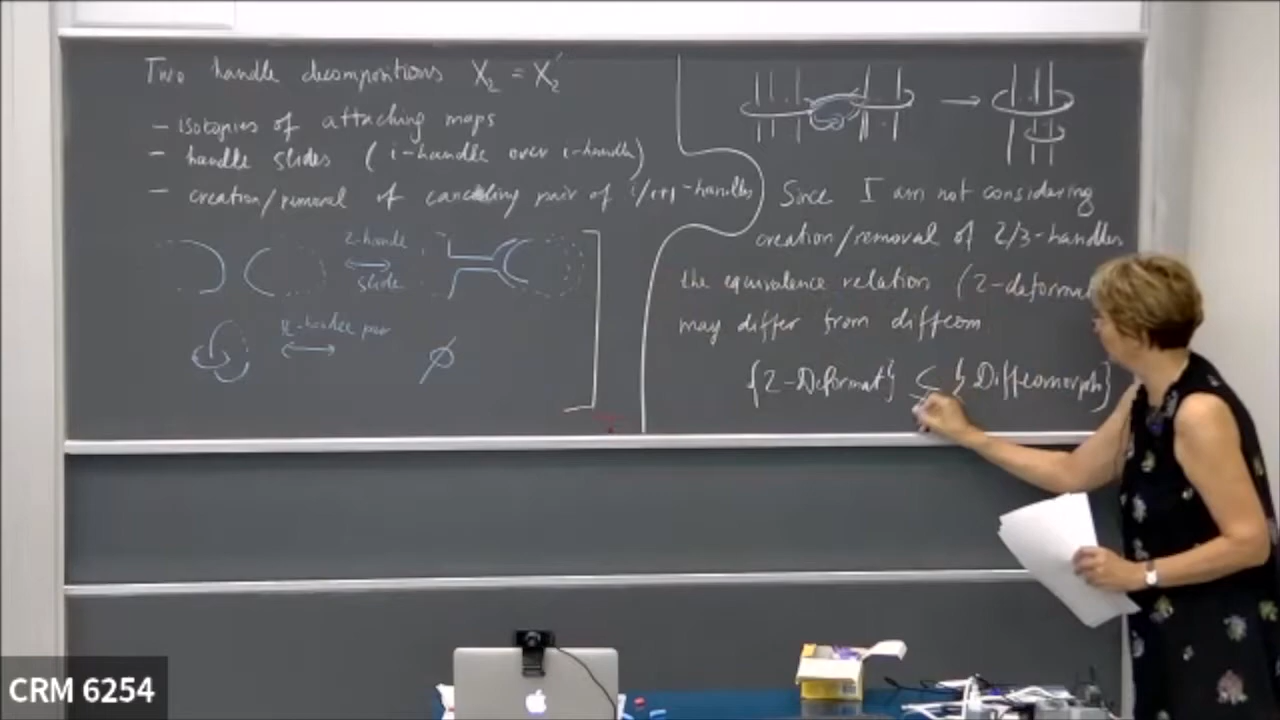 Two handle decompositions X₂ = X₂'
– isotopies of attaching maps
– handle slides (i-handle over i-handle)
– creation/removal of cancelling pair of i/i+1-handles
2-handle
slide
1/2-handle pair
∅
Since I am not considering
creation/removal of 2/3-handles
the equivalence relation (2-deformat
may differ from diffeom
{2-Deformat} ⊆ {Diffeomorph}
CRM 6254